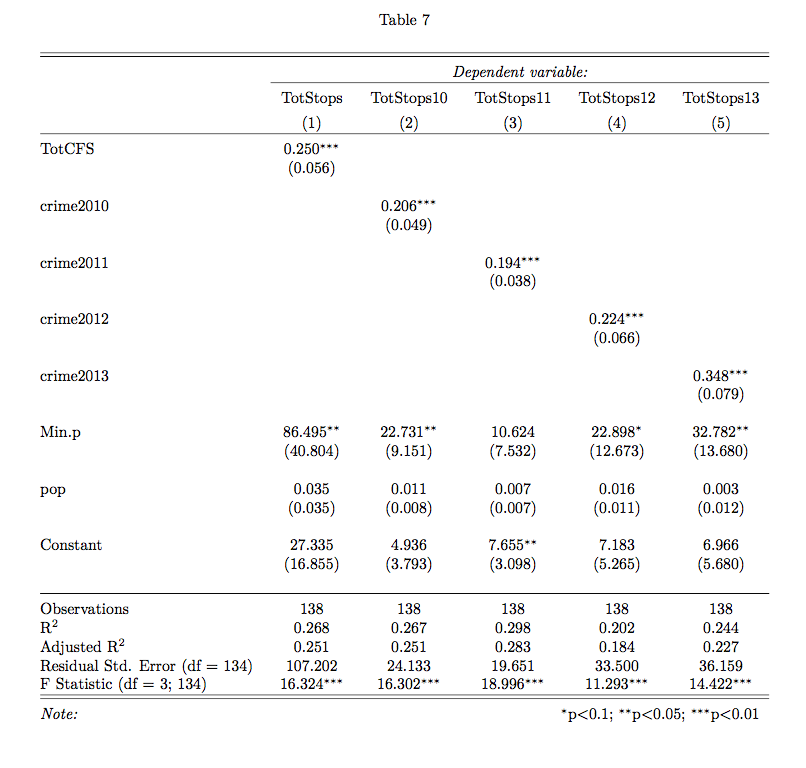 Table 7
Dependent variable:
TotStops TotStops10 TotStops11 TotStops12 TotStops13
(1) (2) (3) (4) (5)
TotCFS 0.250***
(0.056)
crime2010 0.206***
(0.049)
crime2011 0.194***
(0.038)
crime2012 0.224***
(0.066)
crime2013 0.348***
(0.079)
Min.p 86.495** 22.731** 10.624 22.898* 32.782**
(40.804) (9.151) (7.532) (12.673) (13.680)
pop 0.035 0.011 0.007 0.016 0.003
(0.035) (0.008) (0.007) (0.011) (0.012)
Constant 27.335 4.936 7.655** 7.183 6.966
(16.855) (3.793) (3.098) (5.265) (5.680)
Observations 138 138 138 138 138
R² 0.268 0.267 0.298 0.202 0.244
Adjusted R² 0.251 0.251 0.283 0.184 0.227
Residual Std. Error (df = 134) 107.202 24.133 19.651 33.500 36.159
F Statistic (df = 3; 134) 16.324*** 16.302*** 18.996*** 11.293*** 14.422***
Note: *p<0.1; **p<0.05; ***p<0.01